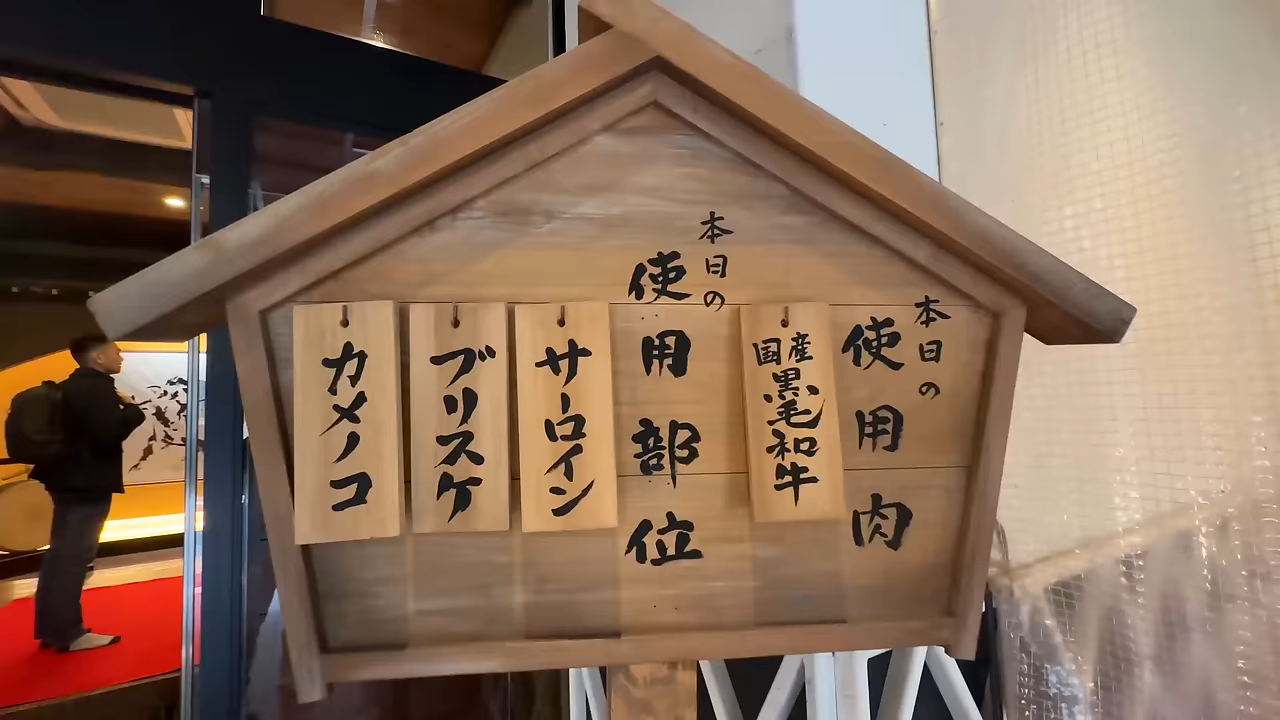 本日の
使用肉
国産
黒毛和牛
本日の
使用部位
サーロイン
ブリスケ
カメノコ